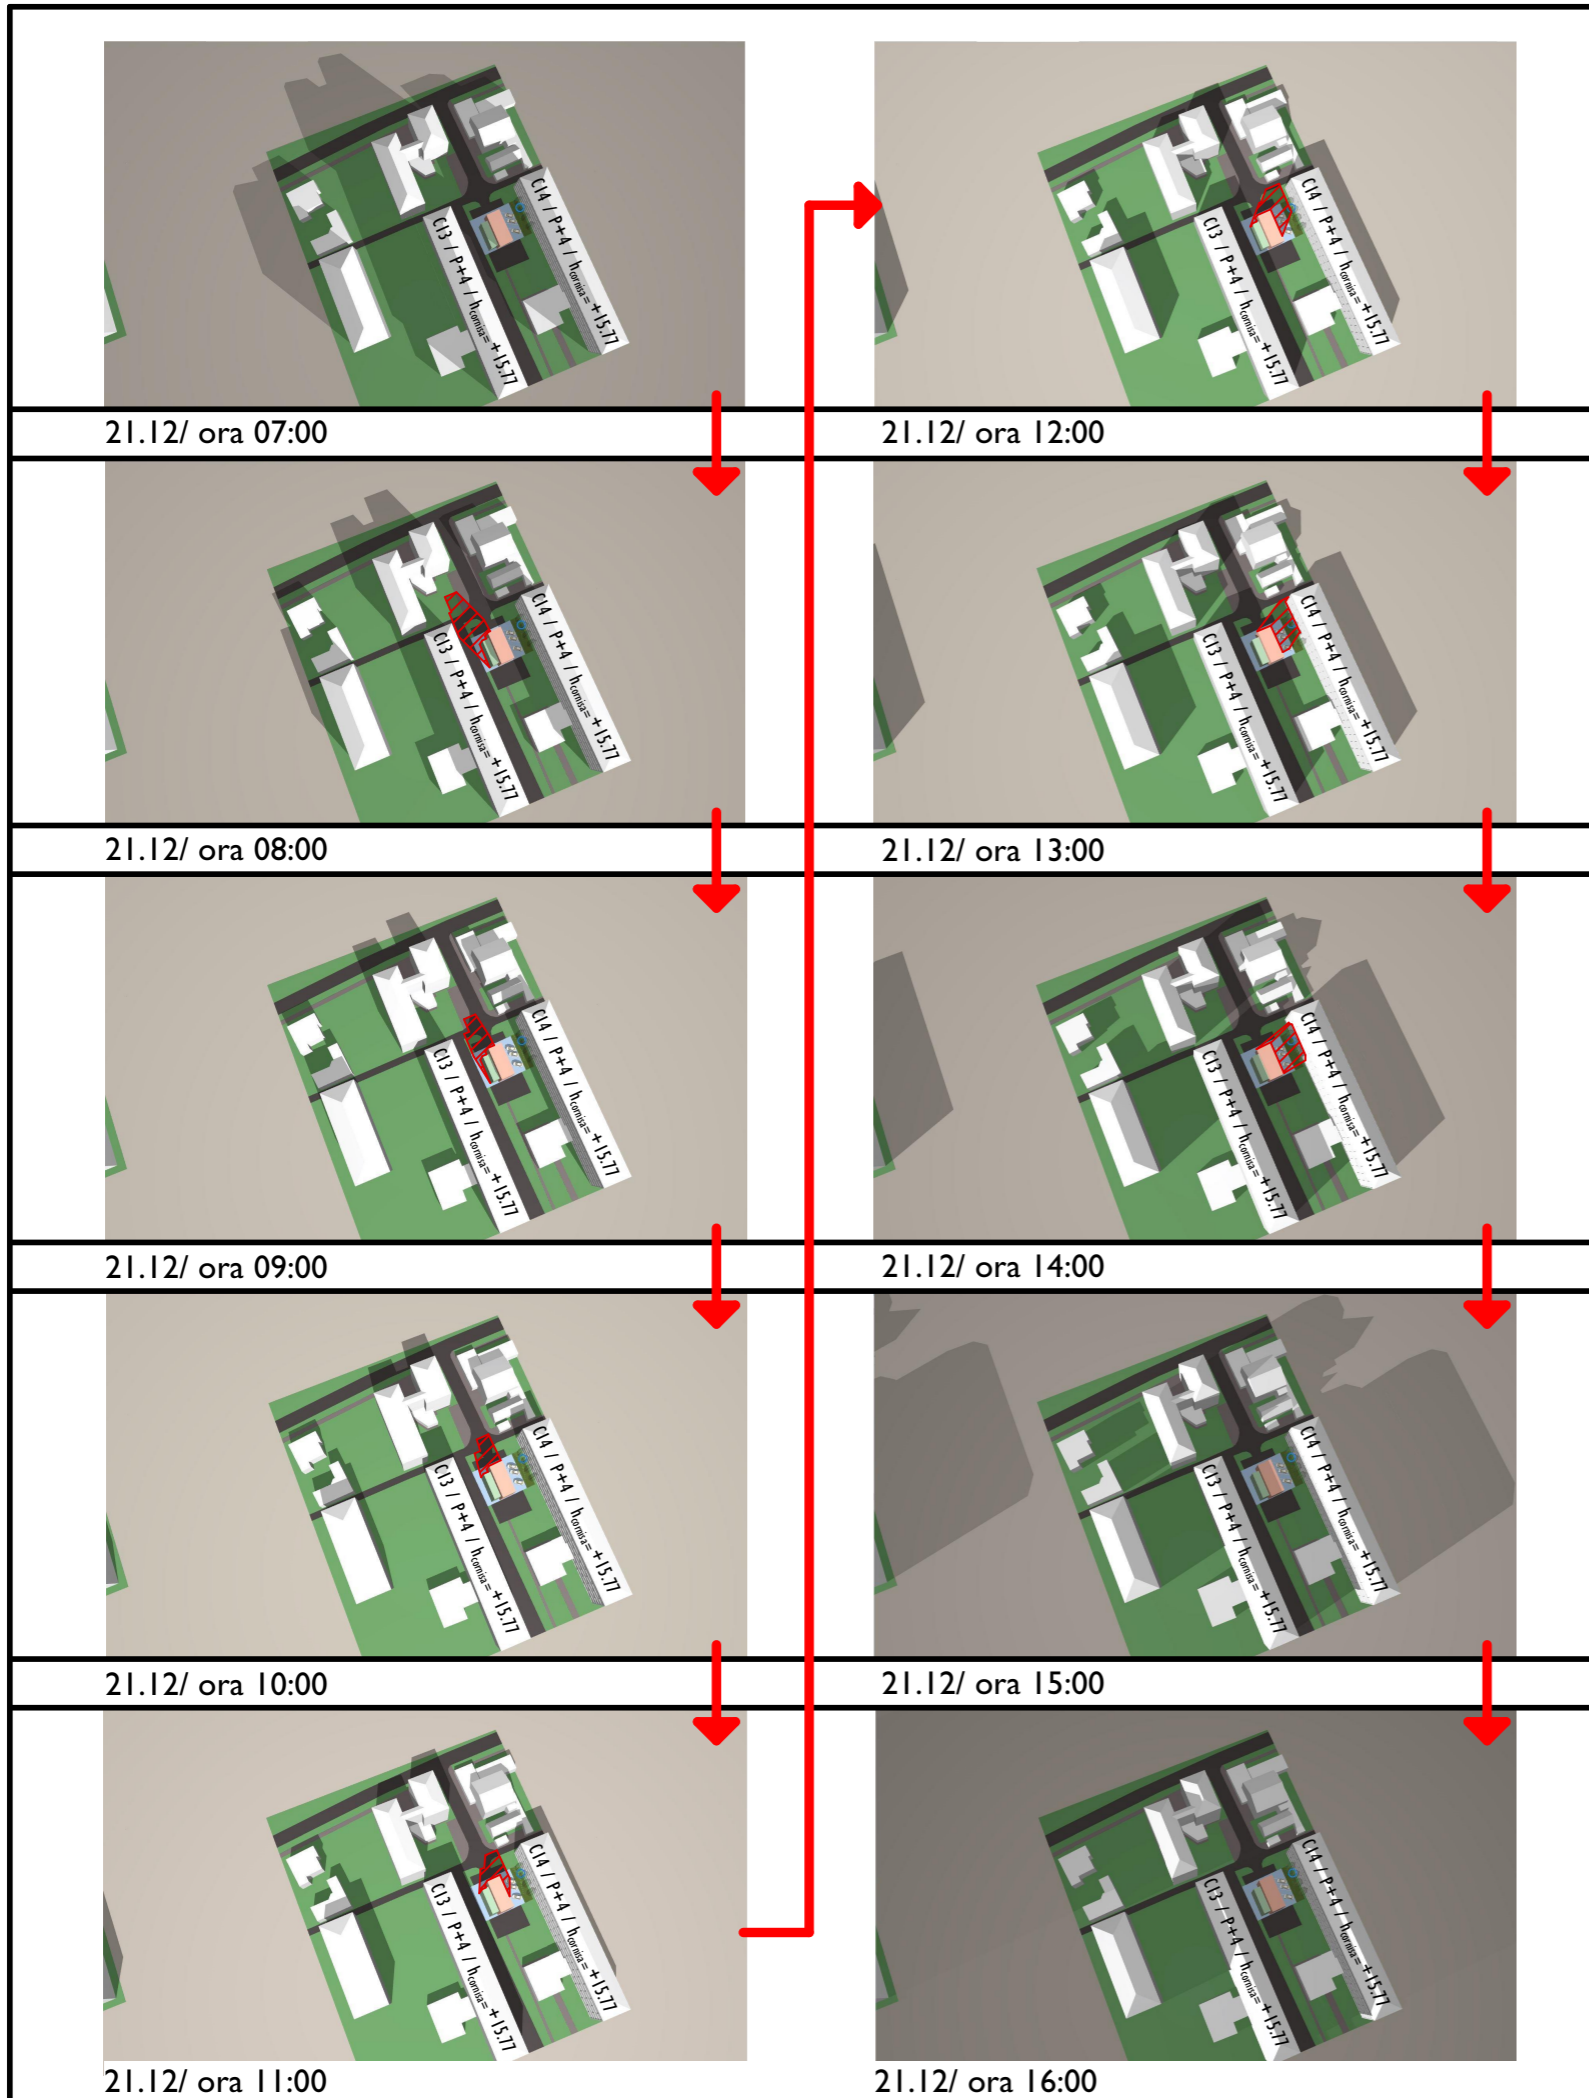 C13 / P+4 / hcornisa= +15.77
C14 / P+4 / hcornisa= +15.77
21.12/ ora 07:00
C13 / P+4 / hcornisa= +15.77
C14 / P+4 / hcornisa= +15.77
21.12/ ora 08:00
C13 / P+4 / hcornisa= +15.77
C14 / P+4 / hcornisa= +15.77
21.12/ ora 09:00
C13 / P+4 / hcornisa= +15.77
C14 / P+4 / hcornisa= +15.77
21.12/ ora 10:00
C13 / P+4 / hcornisa= +15.77
C14 / P+4 / hcornisa= +15.77
21.12/ ora 11:00
C13 / P+4 / hcornisa= +15.77
C14 / P+4 / hcornisa= +15.77
21.12/ ora 12:00
C13 / P+4 / hcornisa= +15.77
C14 / P+4 / hcornisa= +15.77
21.12/ ora 13:00
C13 / P+4 / hcornisa= +15.77
C14 / P+4 / hcornisa= +15.77
21.12/ ora 14:00
C13 / P+4 / hcornisa= +15.77
C14 / P+4 / hcornisa= +15.77
21.12/ ora 15:00
C13 / P+4 / hcornisa= +15.77
C14 / P+4 / hcornisa= +15.77
21.12/ ora 16:00